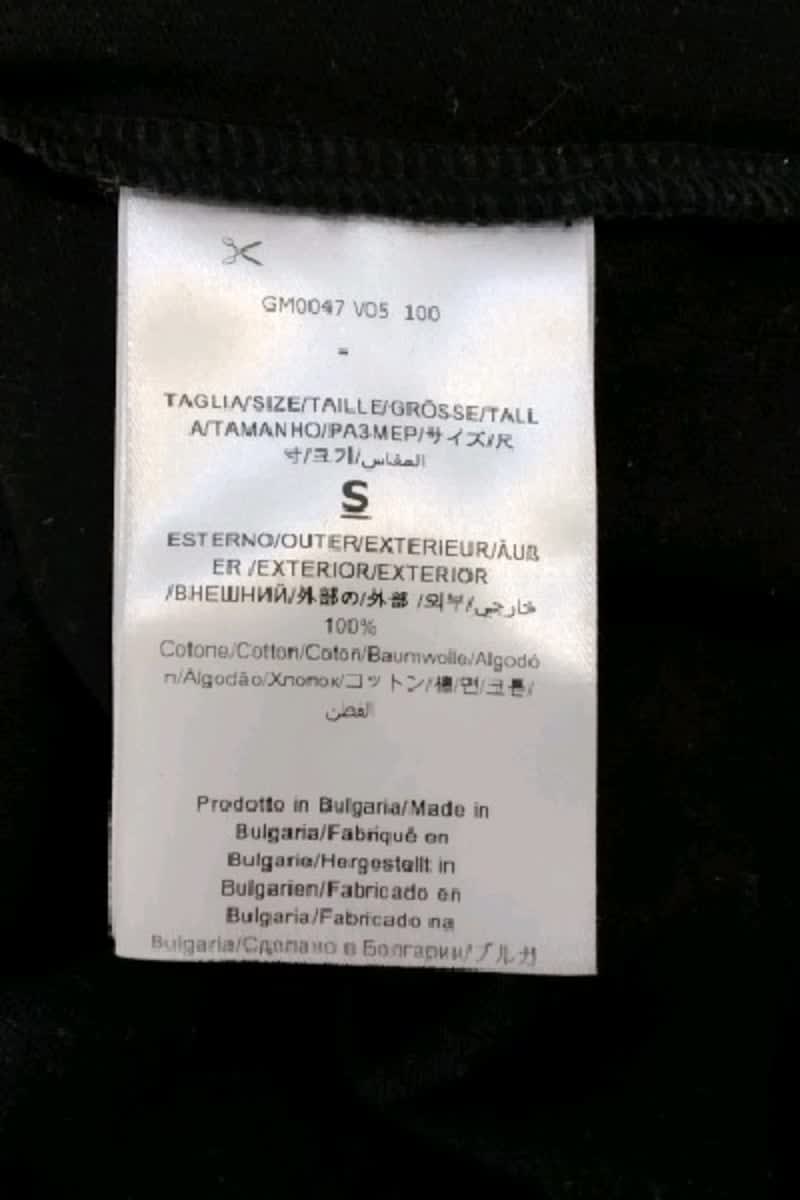 GM0047 V05 100
-
TAGLIA/SIZE/TAILLE/GRÖSSE/TALL
A/TAMANHO/РАЗМЕР/サイズ/尺
寸/크기/المقاس
S
ESTERNO/OUTER/EXTERIEUR/ÄUß
ER /EXTERIOR/EXTERIOR
/ВНЕШНИЙ/外部の/外部 /외부/خارجي
100%
Cotone/Cotton/Coton/Baumwolle/Algodó
n/Algodão/Хлопок/コットン/棉/면/코튼/
القطن
Prodotto in Bulgaria/Made in
Bulgaria/Fabriqué en
Bulgarie/Hergestellt in
Bulgarien/Fabricado en
Bulgaria/Fabricado na
Bulgaria/Сделано в Болгарии/ブルガ